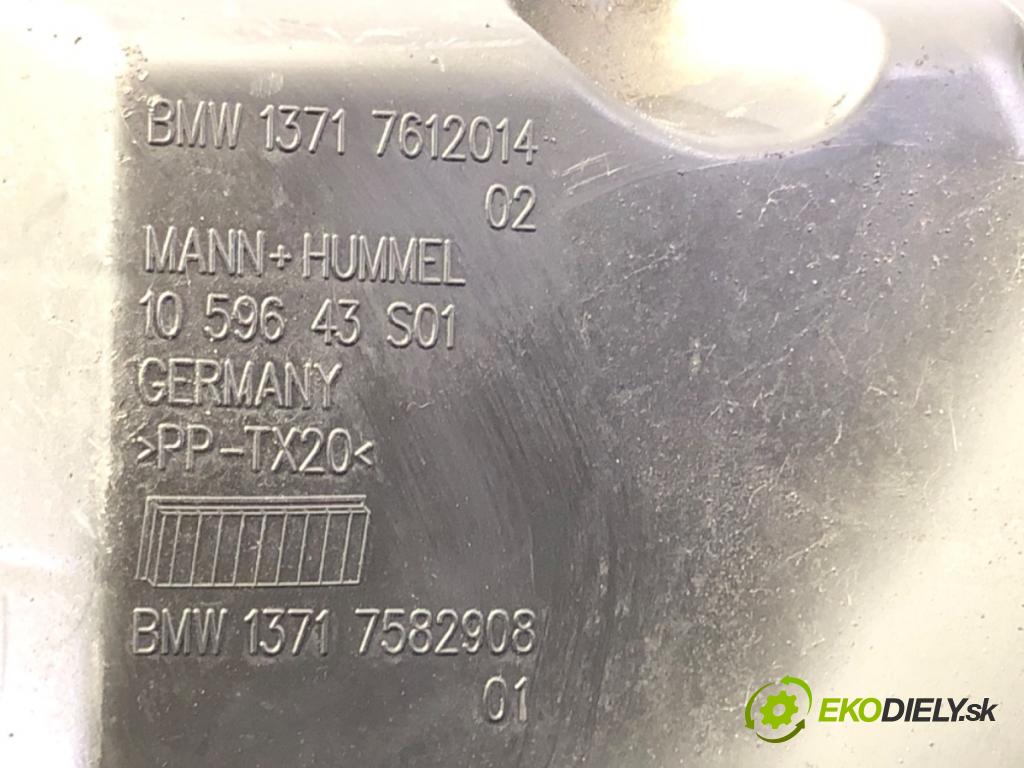 BMW 1371 7612014
02
MANN+HUMMEL
10 596 43 S01
GERMANY
>PP-TX20<
BMW 1371 7582908
01
EKODIELY.sk